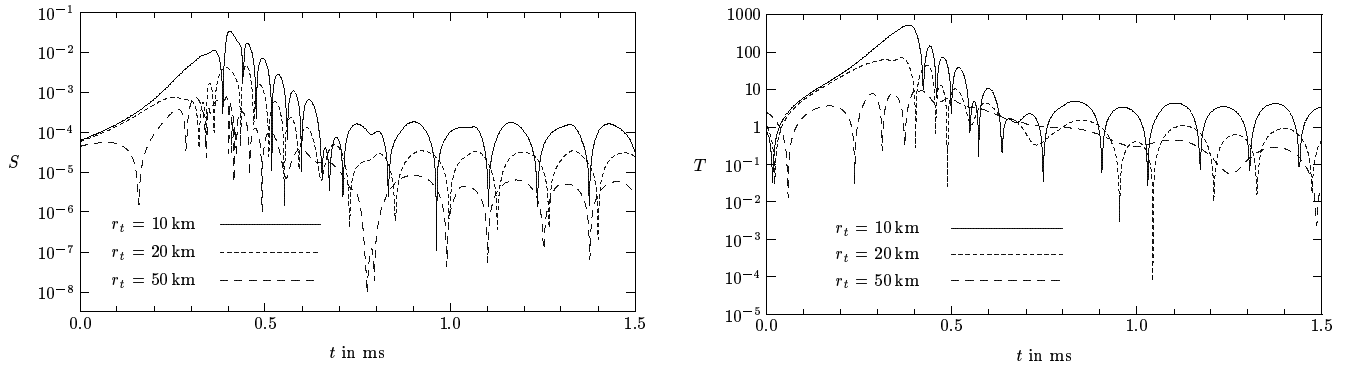 10⁻¹
10⁻²
10⁻³
10⁻⁴
S
10⁻⁵
10⁻⁶
r_t = 10 km
10⁻⁷
r_t = 20 km
r_t = 50 km
10⁻⁸
0.0 0.5 1.0 1.5
t in ms
1000
100
10
1
T
10⁻¹
10⁻²
r_t = 10 km
10⁻³
r_t = 20 km
10⁻⁴
r_t = 50 km
10⁻⁵
0.0 0.5 1.0 1.5
t in ms